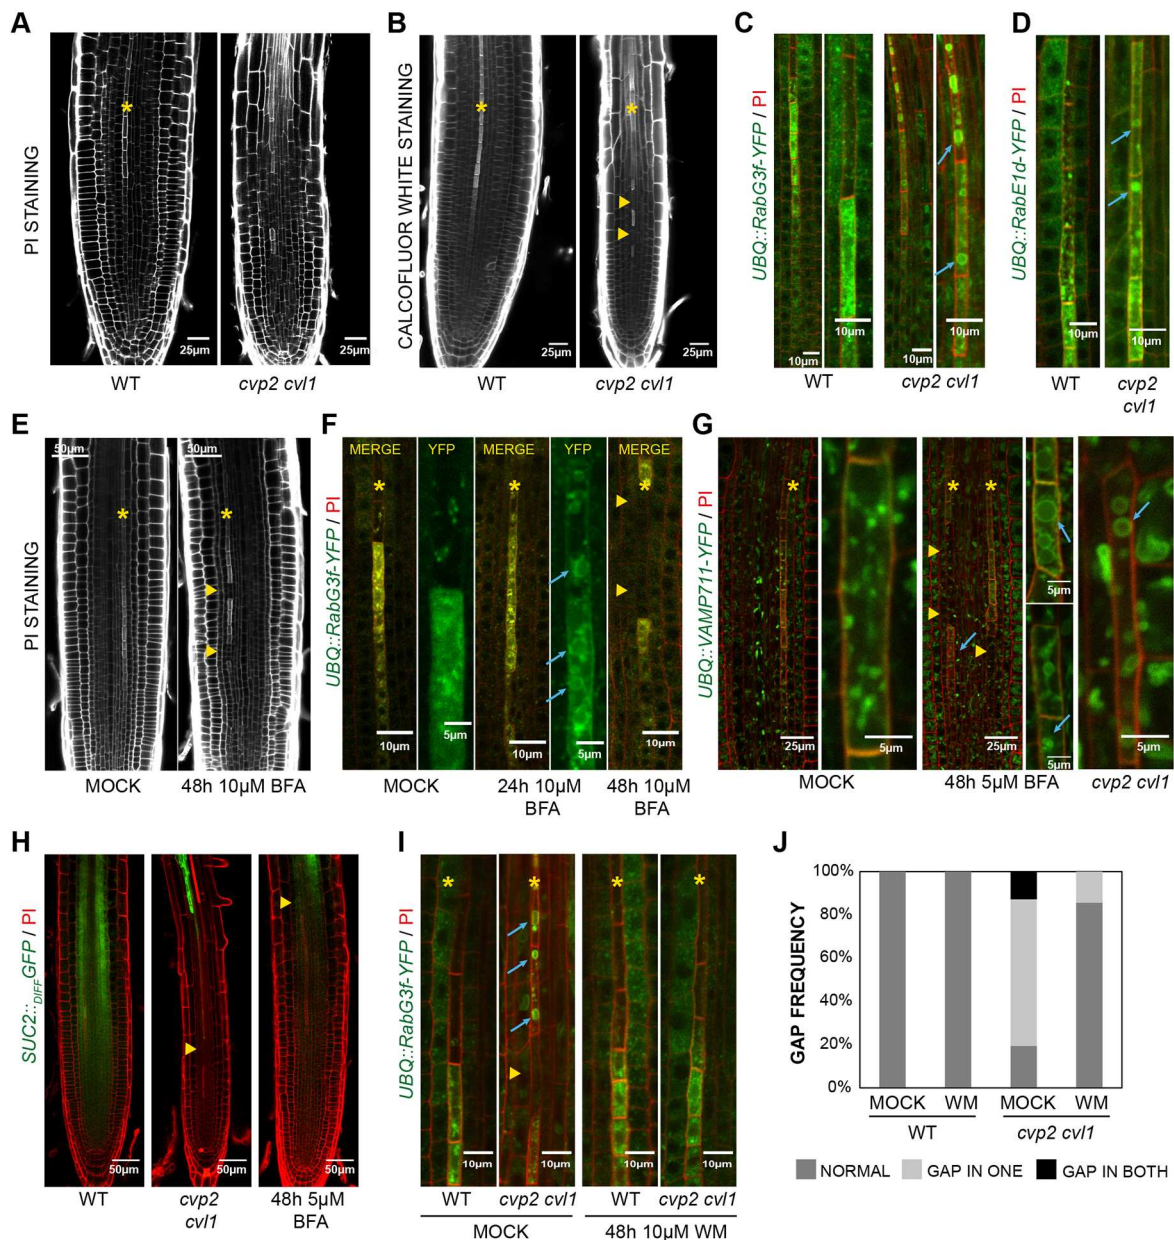 A
PI STAINING
*
25µm
25µm
WT
cvp2 cvl1
B
CALCOFLUOR WHITE STAINING
*
*
25µm
25µm
WT
cvp2 cvl1
C
UBQ::RabG3f-YFP / PI
10µm
10µm
10µm
10µm
WT
cvp2 cvl1
D
UBQ::RabE1d-YFP / PI
10µm
10µm
WT
cvp2
cvl1
E
PI STAINING
50µm
50µm
*
*
MOCK
48h 10µM BFA
F
UBQ::RabG3f-YFP / PI
MERGE
YFP
MERGE
YFP
MERGE
*
*
*
10µm
5µm
10µm
5µm
10µm
MOCK
24h 10µM
BFA
48h 10µM
BFA
G
UBQ::VAMP711-YFP / PI
*
*
*
25µm
5µm
25µm
5µm
5µm
5µm
MOCK
48h 5µM BFA
cvp2 cvl1
H
SUC2::DIFFGFP / PI
50µm
50µm
50µm
WT
cvp2
cvl1
48h 5µM
BFA
I
UBQ::RabG3f-YFP / PI
*
*
*
*
10µm
10µm
10µm
10µm
WT
cvp2 cvl1
WT
cvp2 cvl1
MOCK
48h 10µM WM
J
GAP FREQUENCY
100%
80%
60%
40%
20%
0%
MOCK WM MOCK WM
WT
cvp2 cvl1
NORMAL GAP IN ONE GAP IN BOTH